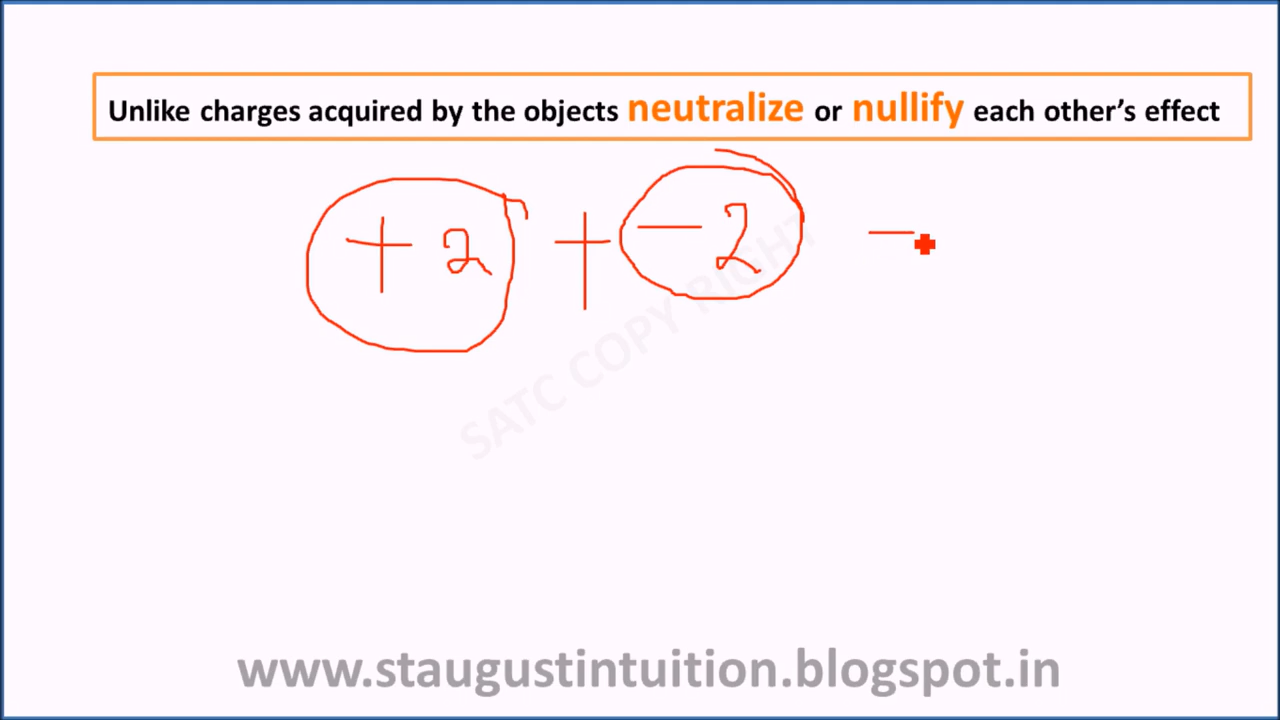 Unlike charges acquired by the objects neutralize or nullify each other's effect
+ 2 + - 2 -
SATC COPY RIGHT
www.staugustintuition.blogspot.in